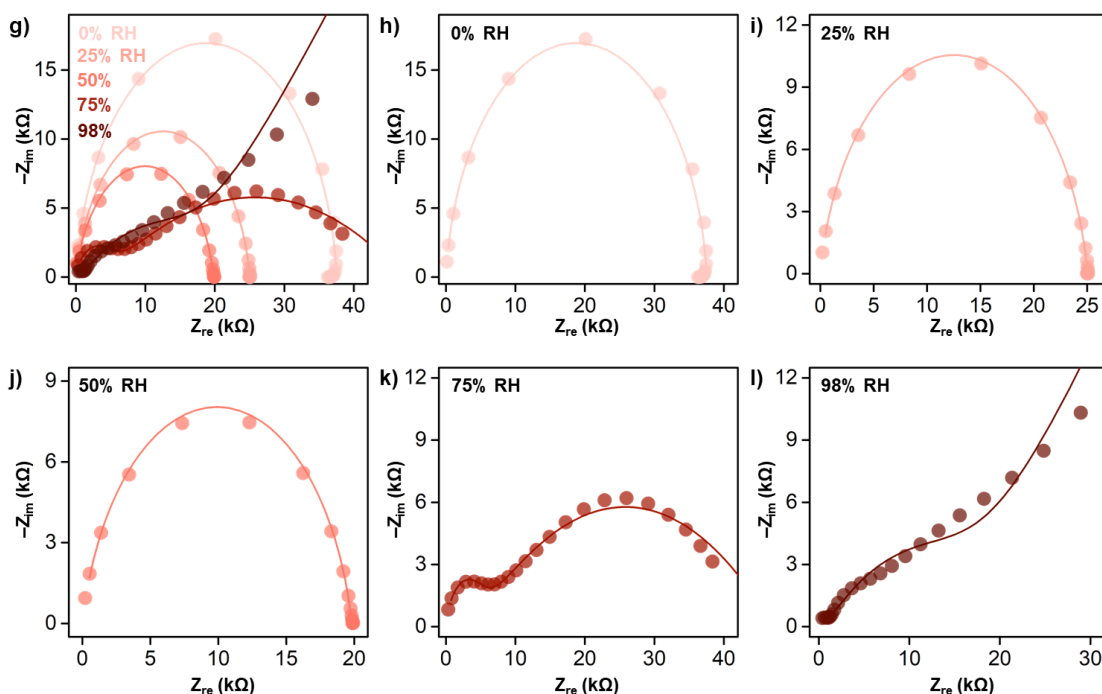 g)
0% RH
25% RH
50%
75%
98%
15
10
5
0
0 10 20 30 40
−Zim (kΩ)
Zre (kΩ)
h)
0% RH
15
10
5
0
0 10 20 30 40
−Zim (kΩ)
Zre (kΩ)
i)
25% RH
12
9
6
3
0
0 5 10 15 20 25
−Zim (kΩ)
Zre (kΩ)
j)
50% RH
9
6
3
0
0 5 10 15 20
−Zim (kΩ)
Zre (kΩ)
k)
75% RH
12
9
6
3
0
0 10 20 30 40
−Zim (kΩ)
Zre (kΩ)
l)
98% RH
12
9
6
3
0
0 10 20 30
−Zim (kΩ)
Zre (kΩ)